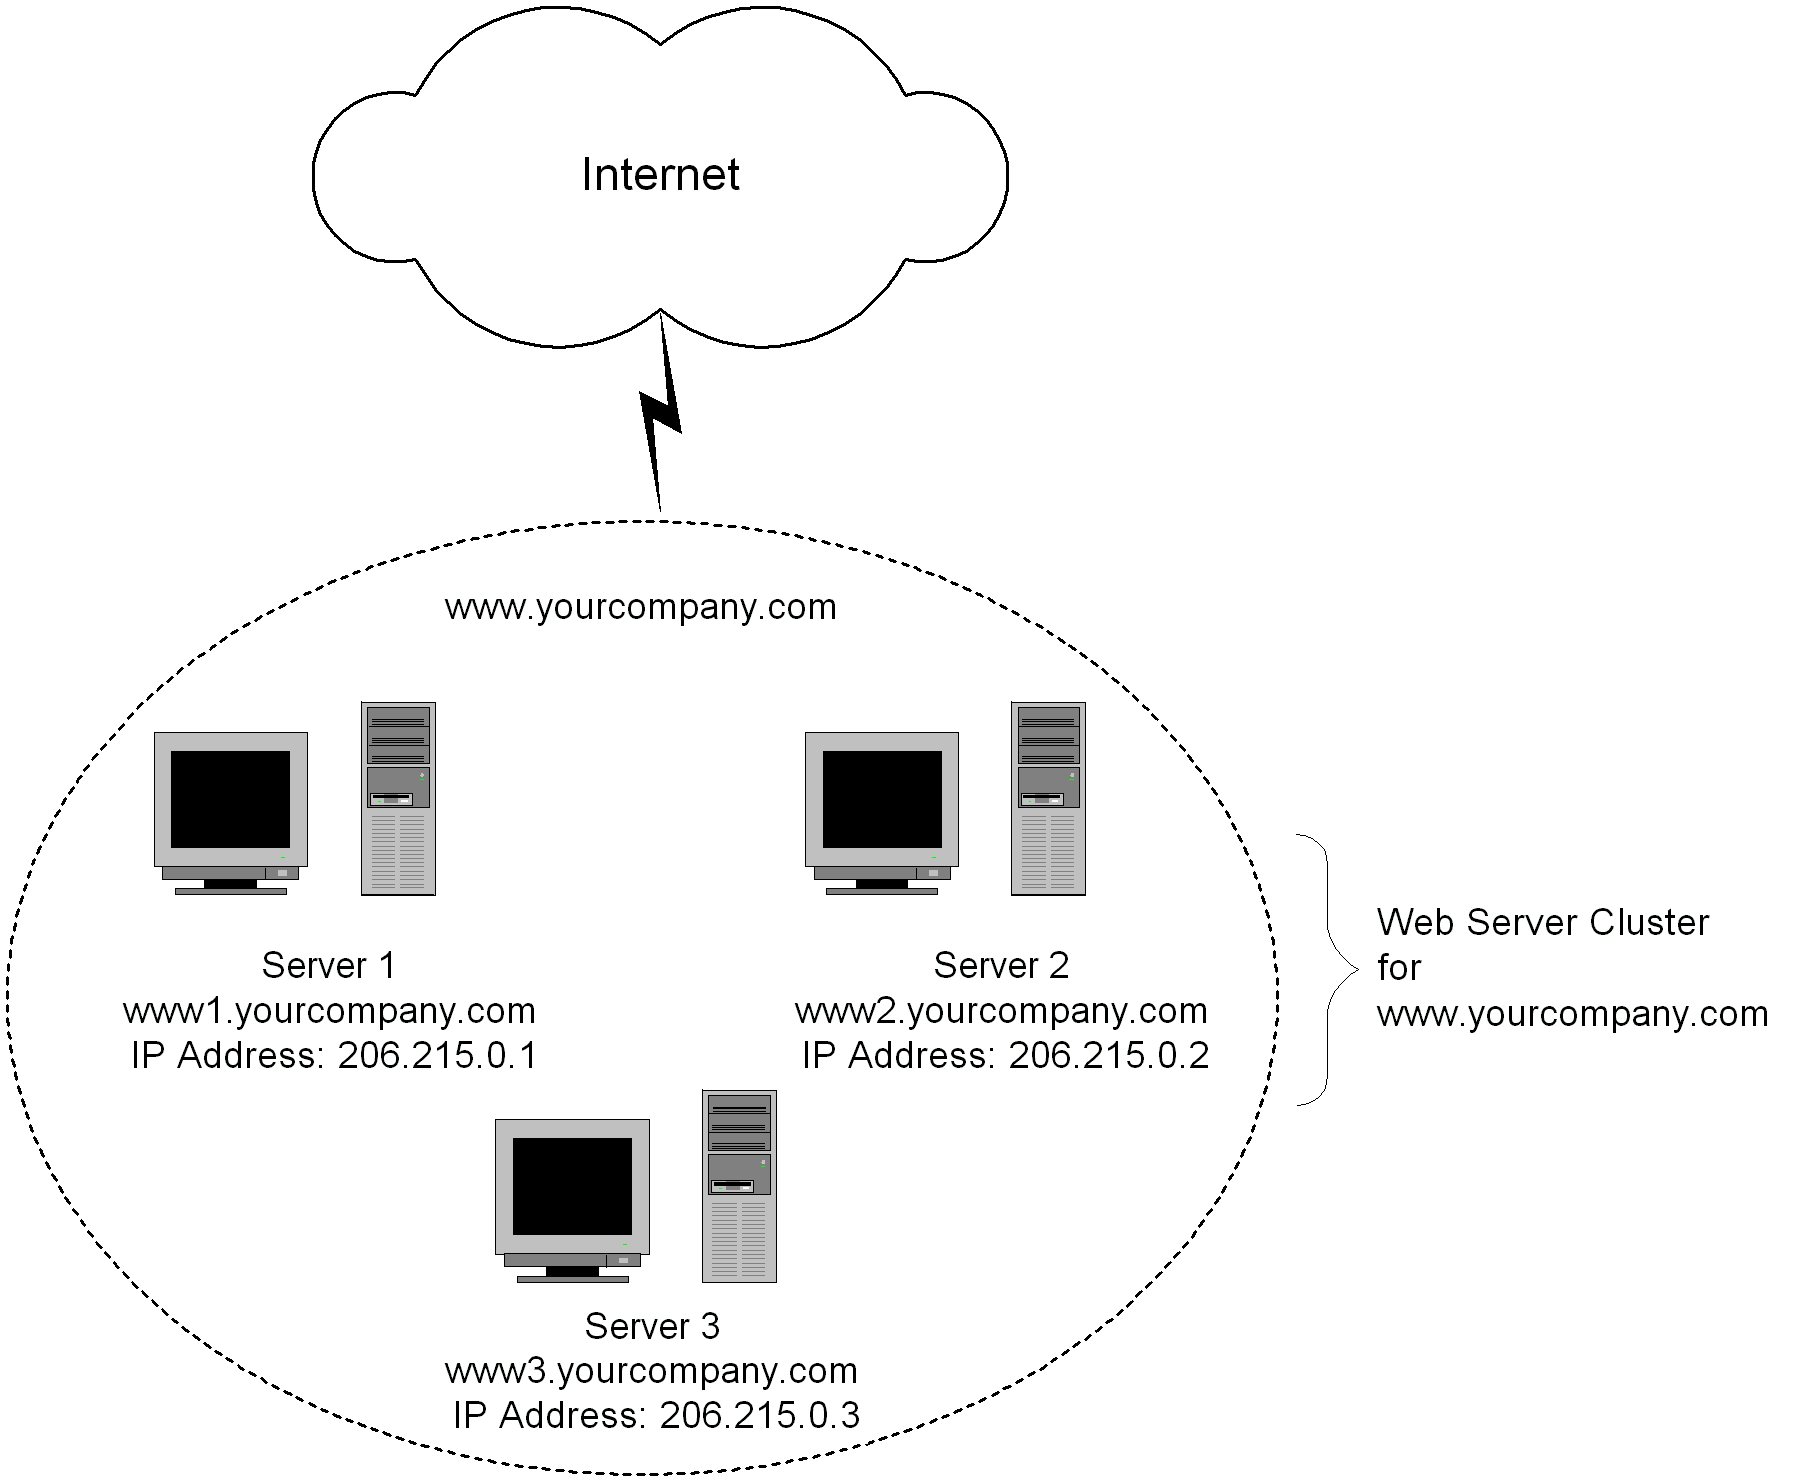 Internet
www.yourcompany.com
Server 1
www1.yourcompany.com
IP Address: 206.215.0.1
Server 2
www2.yourcompany.com
IP Address: 206.215.0.2
Web Server Cluster
for
www.yourcompany.com
Server 3
www3.yourcompany.com
IP Address: 206.215.0.3